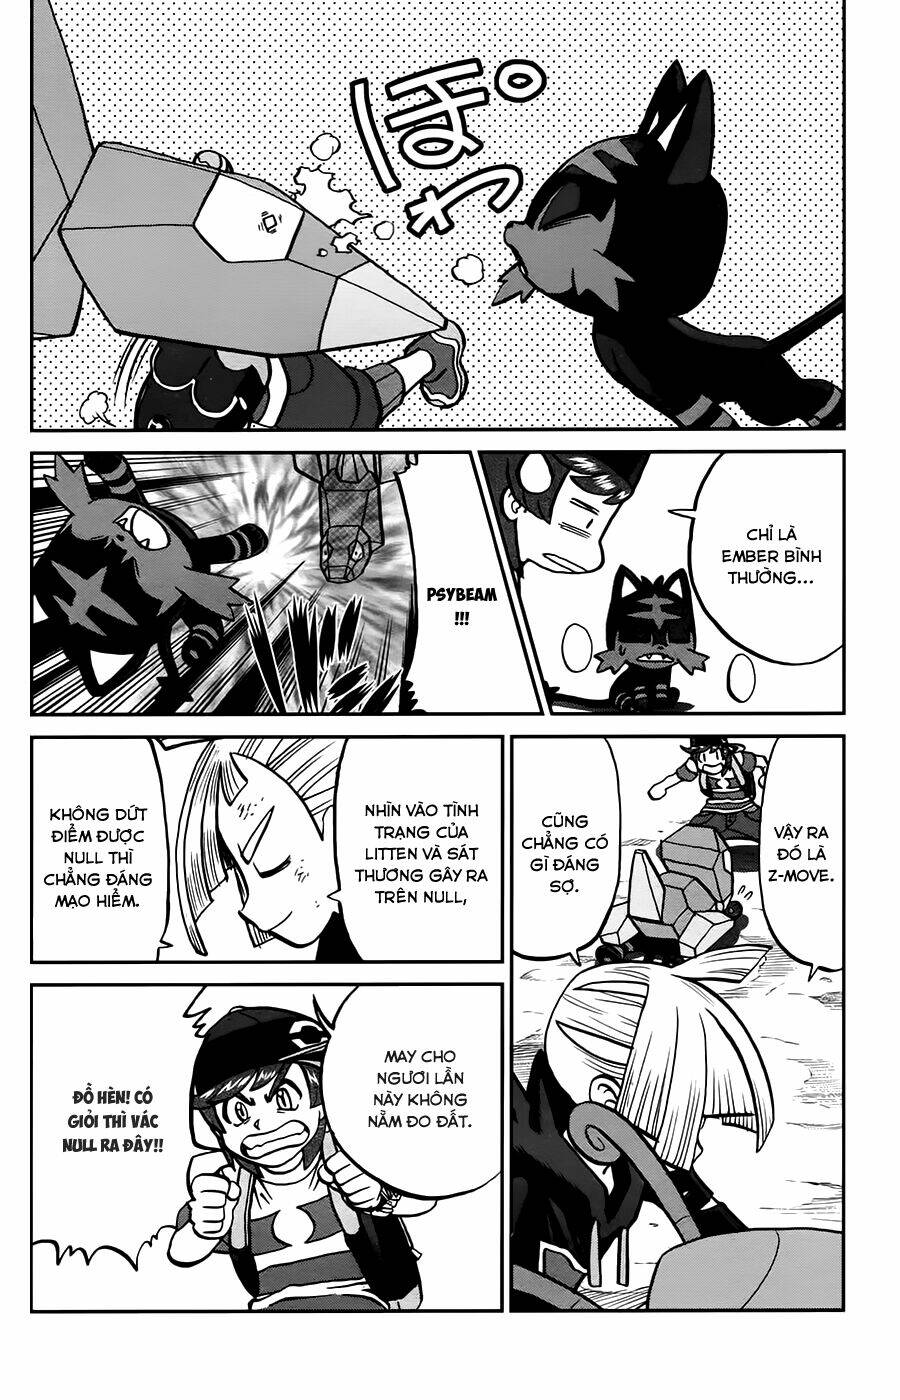 ぽわ°
CHỈ LÀ
EMBER BÌNH
THƯỜNG...
PSYBEAM
!!!
VẬY RA
ĐÓ LÀ
Z-MOVE.
CŨNG
CHẲNG CÓ
GÌ ĐÁNG
SỢ.
NHÌN VÀO TÌNH
TRẠNG CỦA
LITTEN VÀ SÁT
THƯƠNG GÂY RA
TRÊN NULL,
KHÔNG DỨT
ĐIỂM ĐƯỢC
NULL THÌ
CHẲNG ĐÁNG
MẠO HIỂM.
MAY CHO
NGƯƠI LẦN
NÀY KHÔNG
NẰM ĐO ĐẤT.
ĐỒ HÈN! CÓ
GIỎI THÌ VÁC
NULL RA ĐÂY!!